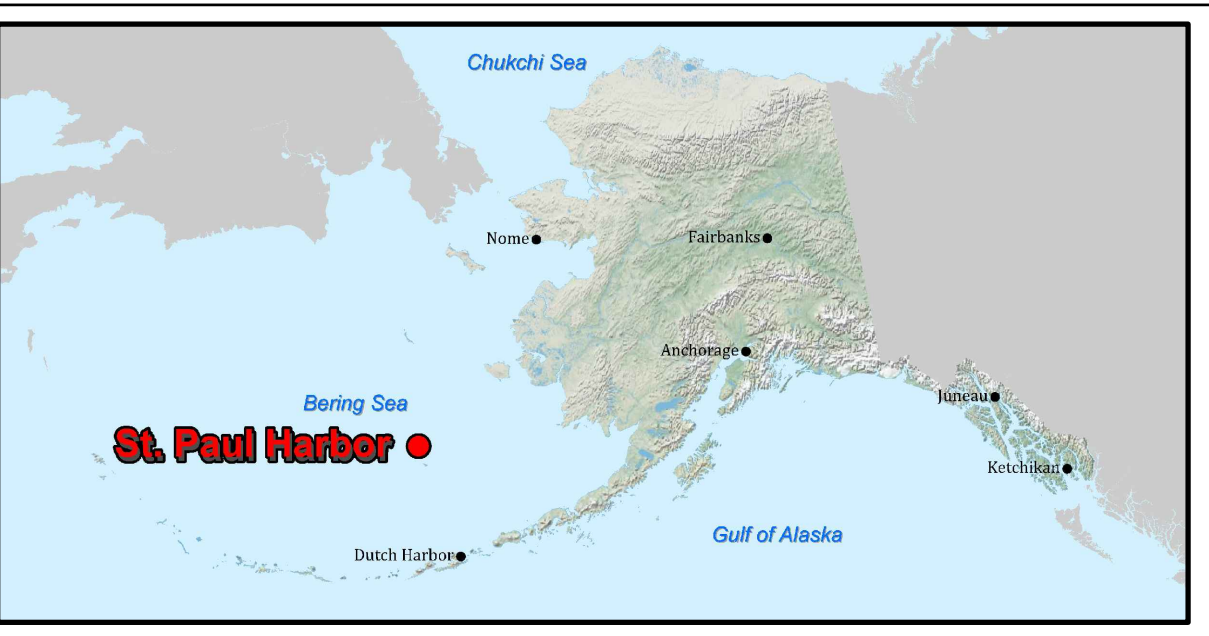 Chukchi Sea
Nome
Fairbanks
Anchorage
Juneau
Bering Sea
St. Paul Harbor
Ketchikan
Gulf of Alaska
Dutch Harbor